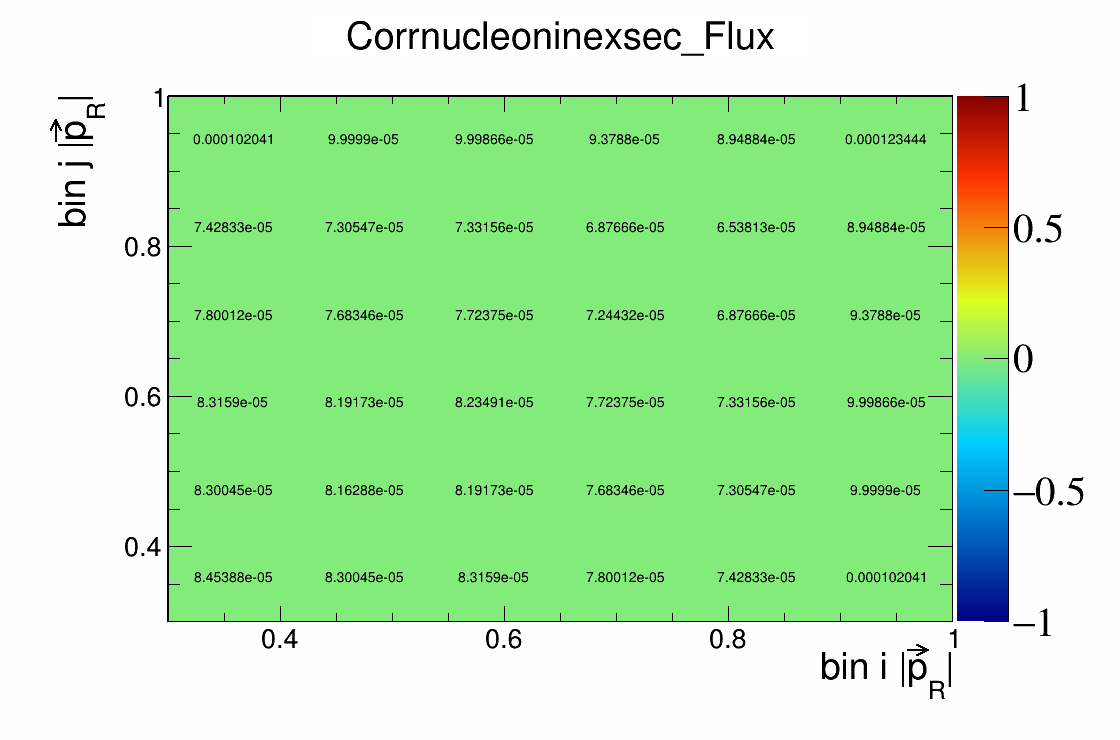 Corrnucleoninexsec_Flux
bin j |p⃗_R|
1
0.8
0.6
0.4
0.000102041 9.9999e-05 9.99866e-05 9.3788e-05 8.94884e-05 0.000123444
7.42833e-05 7.30547e-05 7.33156e-05 6.87666e-05 6.53813e-05 8.94884e-05
7.80012e-05 7.68346e-05 7.72375e-05 7.24432e-05 6.87666e-05 9.3788e-05
8.3159e-05 8.19173e-05 8.23491e-05 7.72375e-05 7.33156e-05 9.99866e-05
8.30045e-05 8.16288e-05 8.19173e-05 7.68346e-05 7.30547e-05 9.9999e-05
8.45388e-05 8.30045e-05 8.3159e-05 7.80012e-05 7.42833e-05 0.000102041
0.4 0.6 0.8 1
bin i |p⃗_R|
1
0.5
0
−0.5
−1